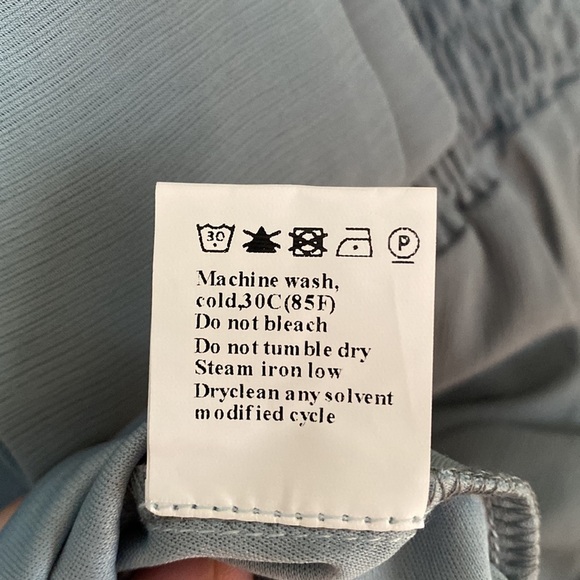 30 P
Machine wash,
cold,30C(85F)
Do not bleach
Do not tumble dry
Steam iron low
Dryclean any solvent
modified cycle